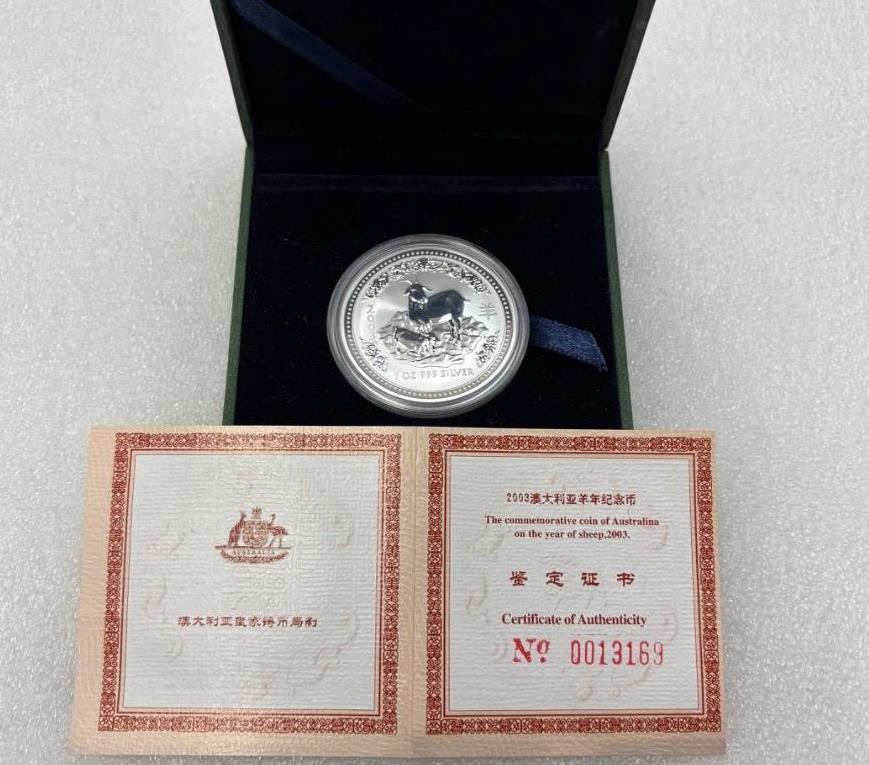 羊
1 OZ 999 SILVER
AUSTRALIA
澳大利亚皇家铸币局制
2003澳大利亚羊年纪念币
The commemorative coin of Australina
on the year of sheep,2003.
鉴定证书
Certificate of Authenticity
Nº 0013169